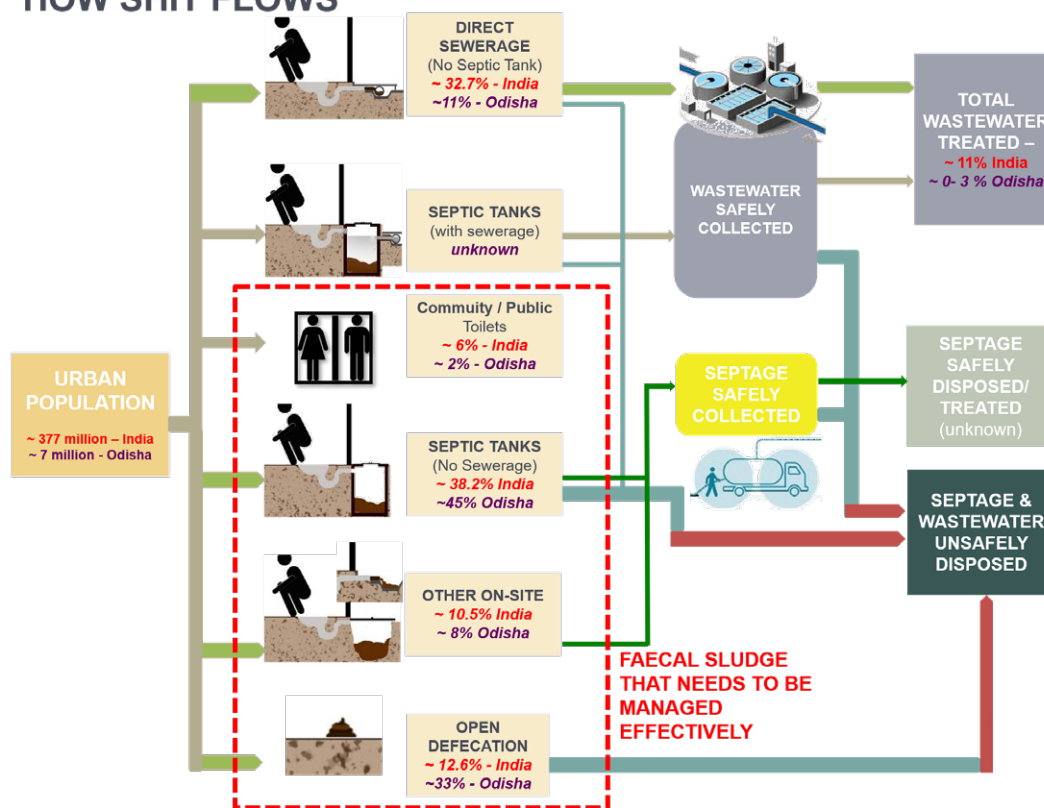 HOW SHIT FLOWS
DIRECT
SEWERAGE
(No Septic Tank)
~ 32.7% - India
~11% - Odisha
SEPTIC TANKS
(with sewerage)
unknown
Commuity / Public
Toilets
~ 6% - India
~ 2% - Odisha
SEPTIC TANKS
(No Sewerage)
~ 38.2% India
~45% Odisha
OTHER ON-SITE
~ 10.5% India
~ 8% Odisha
OPEN
DEFECATION
~ 12.6% - India
~33% - Odisha
URBAN
POPULATION
~ 377 million – India
~ 7 million - Odisha
WASTEWATER
SAFELY
COLLECTED
SEPTAGE
SAFELY
COLLECTED
FAECAL SLUDGE
THAT NEEDS TO BE
MANAGED
EFFECTIVELY
TOTAL
WASTEWATER
TREATED –
~ 11% India
~ 0- 3 % Odisha
SEPTAGE
SAFELY
DISPOSED/
TREATED
(unknown)
SEPTAGE &
WASTEWATER
UNSAFELY
DISPOSED